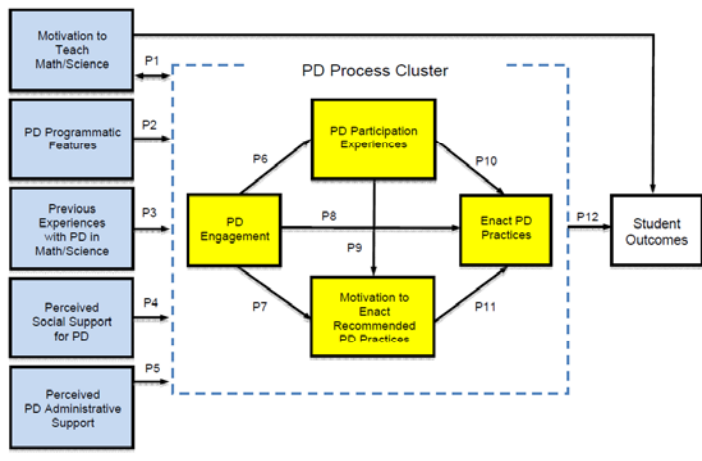 Motivation to
Teach
Math/Science
P1
PD Programmatic
Features
P2
Previous
Experiences
with PD in
Math/Science
P3
Perceived
Social Support
for PD
P4
Perceived
PD Administrative
Support
P5
PD Process Cluster
PD Participation
Experiences
P6
P10
PD
Engagement
P8
P9
Enact PD
Practices
P7
Motivation to
Enact
Recommended
PD Practices
P11
P12
Student
Outcomes